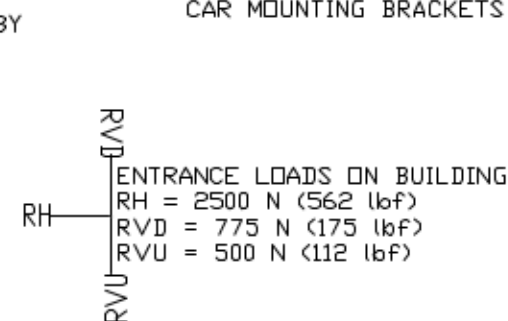 BY
CAR MOUNTING BRACKETS
RVD
ENTRANCE LOADS ON BUILDING
RH
RH = 2500 N (562 lbf)
RVD = 775 N (175 lbf)
RVU = 500 N (112 lbf)
RVU